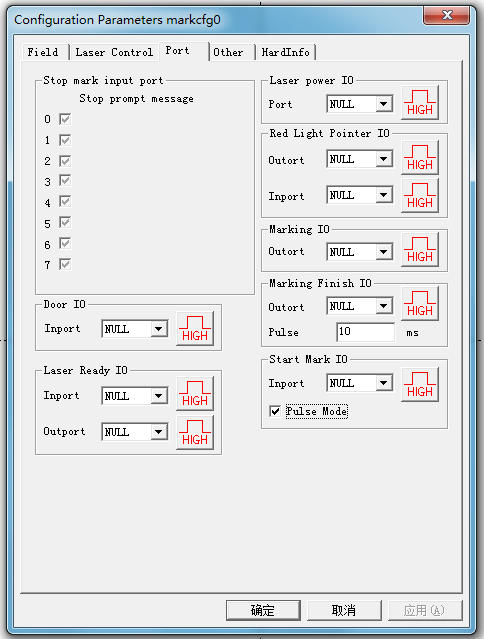 Configuration Parameters markcfg0
Field
Laser Control
Port
Other
HardInfo
Stop mark input port
Stop prompt message
0
1
2
3
4
5
6
7
Door IO
Inport
NULL
HIGH
Laser Ready IO
Inport
NULL
HIGH
Outport
NULL
HIGH
Laser power IO
Port
NULL
HIGH
Red Light Pointer IO
Outort
NULL
HIGH
Inport
NULL
HIGH
Marking IO
Outort
NULL
HIGH
Marking Finish IO
Outort
NULL
HIGH
Pulse
10
ms
Start Mark IO
Inport
NULL
HIGH
Pulse Mode
确定
取消
应用(A)